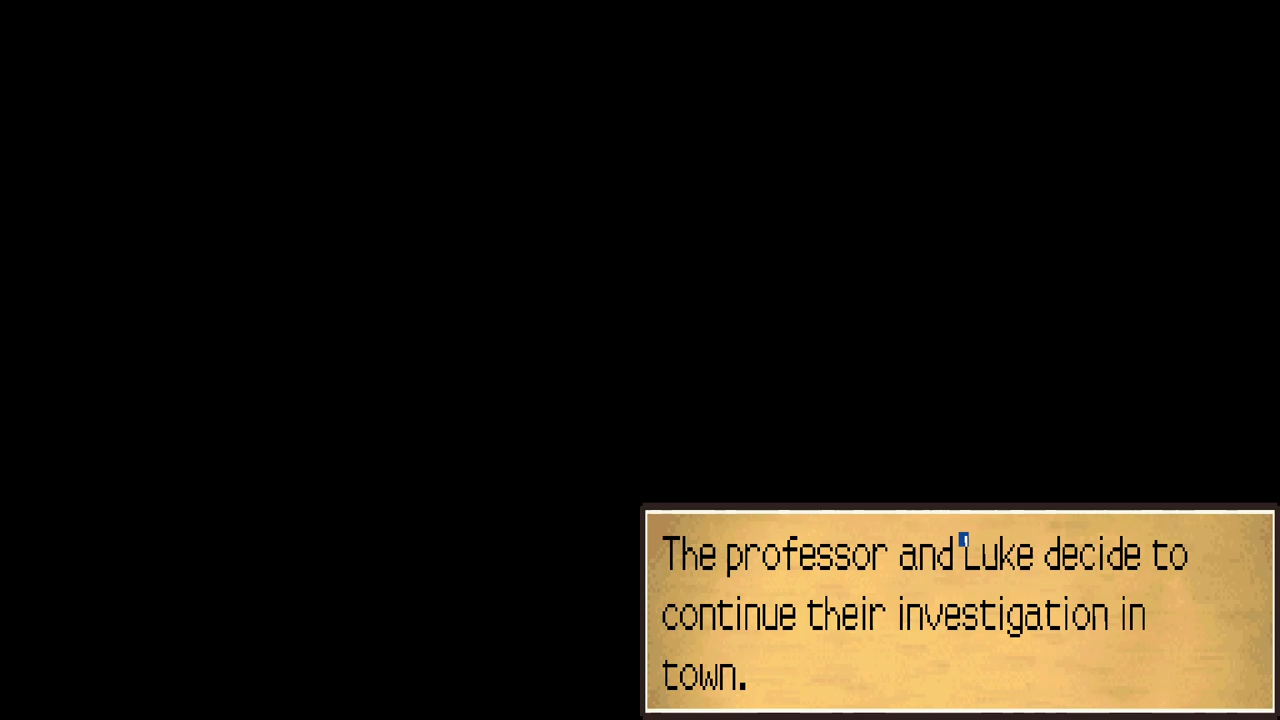 The professor and Luke decide to
continue their investigation in
town.